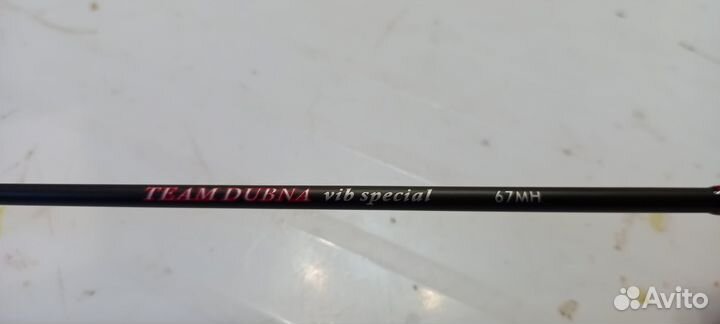 TEAM DUBNA vib special 67MH
Avito